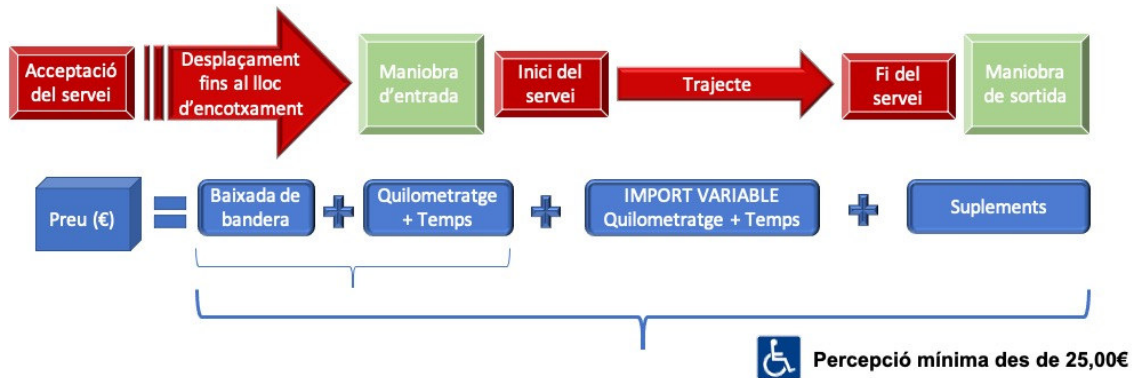 Acceptació
del servei
Desplaçament
fins al lloc
d'encotxament
Maniobra
d'entrada
Inici del
servei
Trajecte
Fi del
servei
Maniobra
de sortida
Preu (€)
=
Baixada de
bandera
+
Quilometratge
+ Temps
+
IMPORT VARIABLE
Quilometratge + Temps
+
Suplements
Percepció mínima des de 25,00€